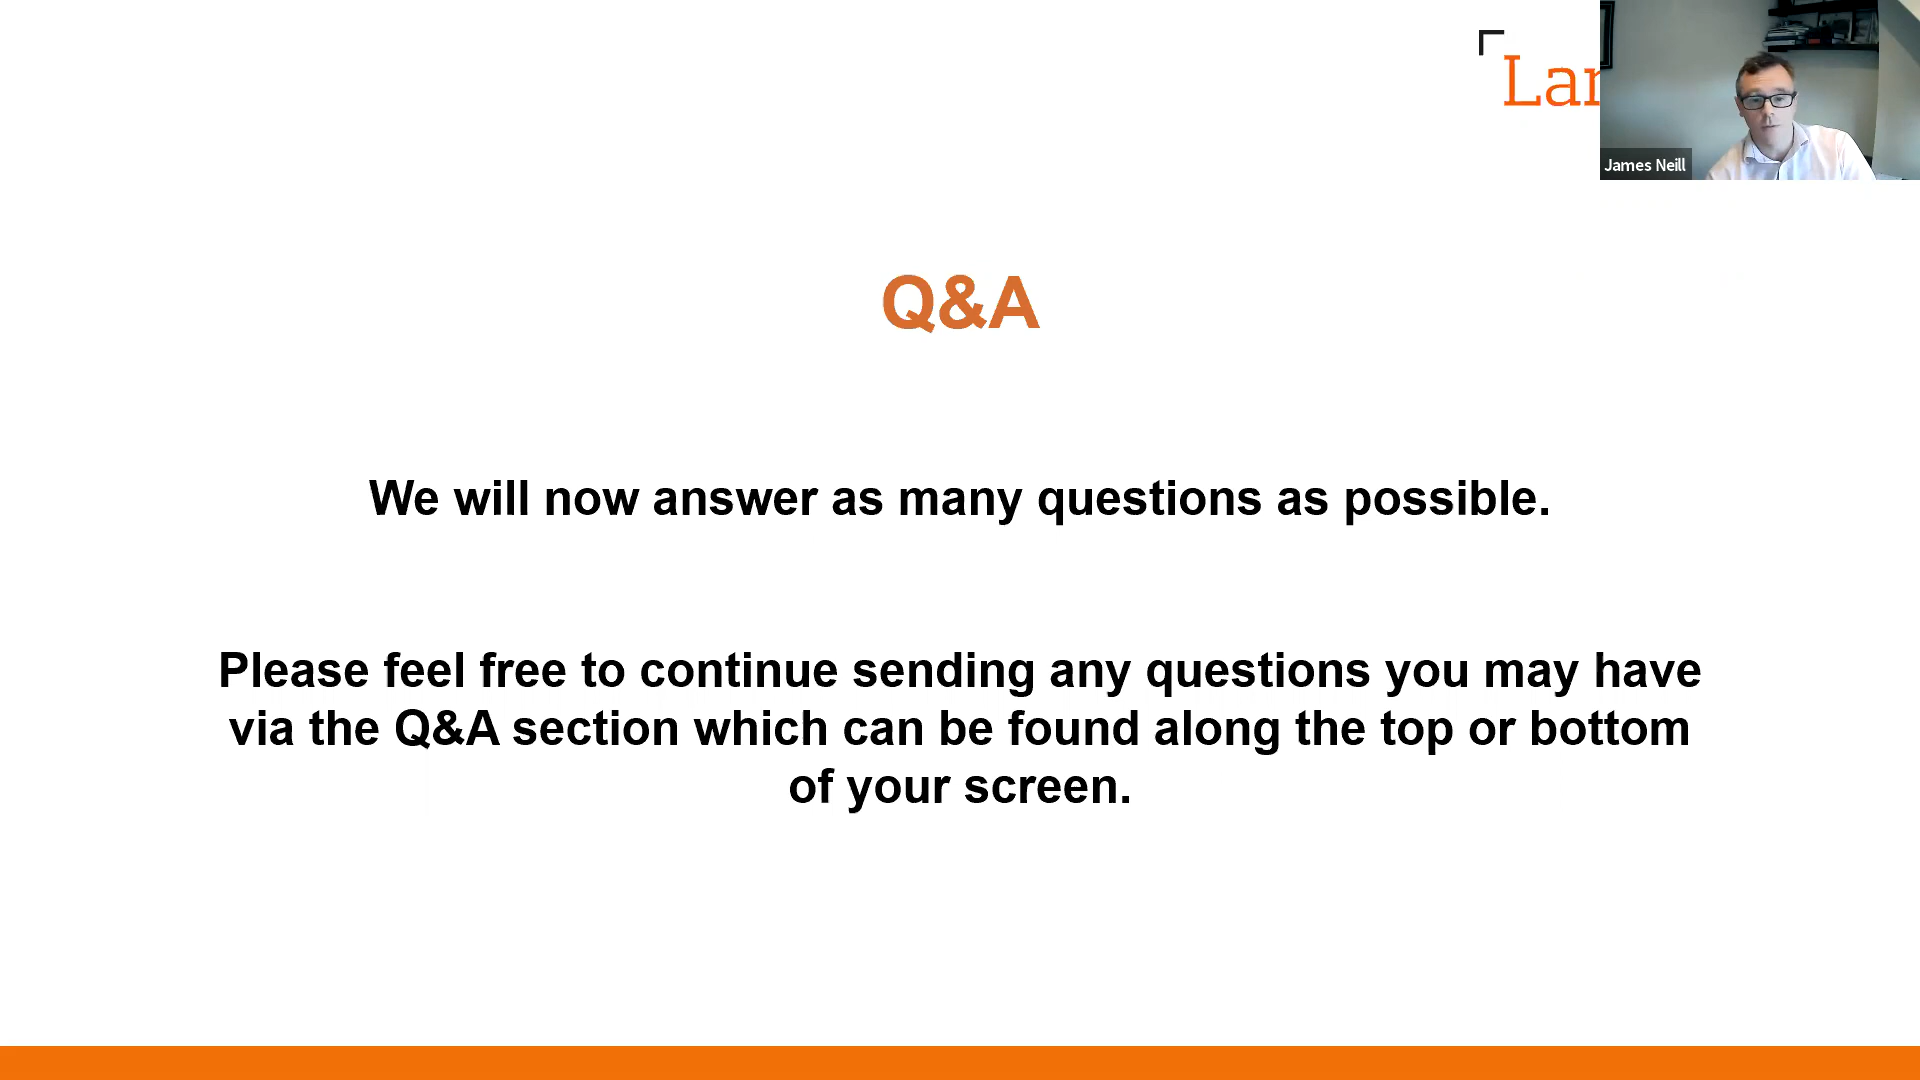 Lar
James Neill
Q&A
We will now answer as many questions as possible.
Please feel free to continue sending any questions you may have
via the Q&A section which can be found along the top or bottom
of your screen.